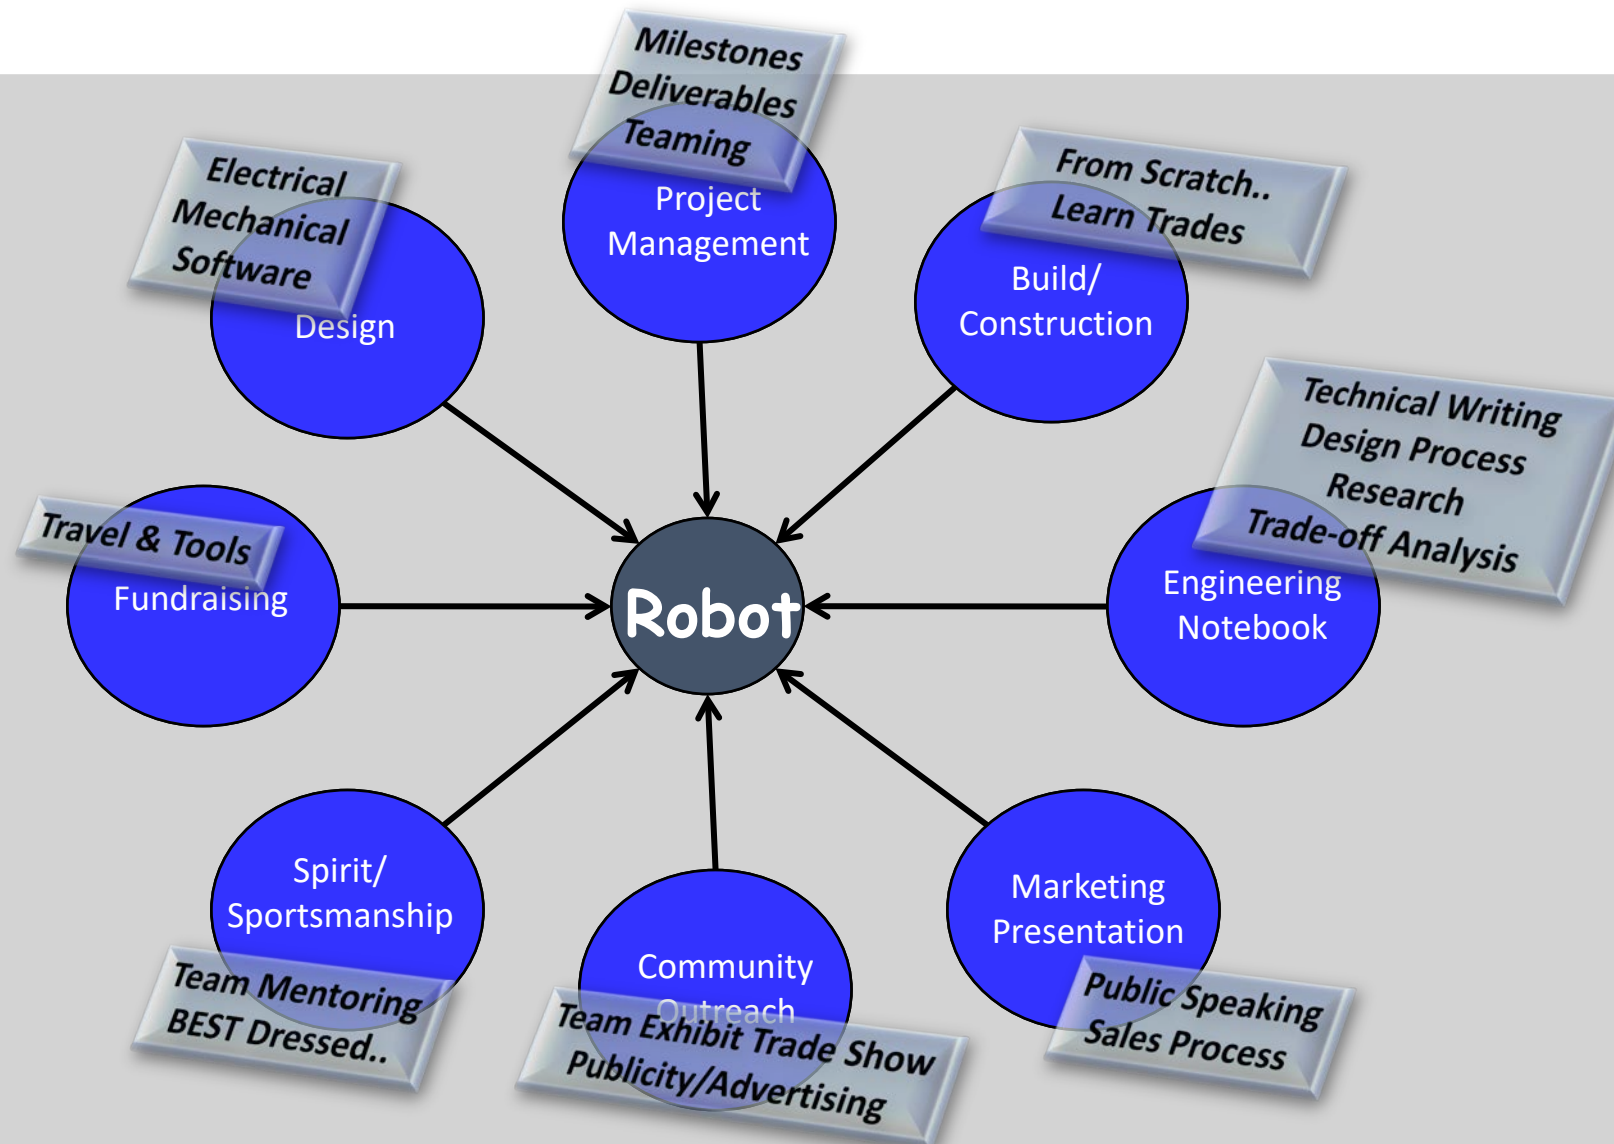 Milestones
Deliverables
Teaming
Project
Management
Electrical
Mechanical
Software
Design
From Scratch..
Learn Trades
Build/
Construction
Technical Writing
Design Process
Research
Trade-off Analysis
Engineering
Notebook
Travel & Tools
Fundraising
Robot
Spirit/
Sportsmanship
Team Mentoring
BEST Dressed..
Community
Outreach
Team Exhibit Trade Show
Publicity/Advertising
Marketing
Presentation
Public Speaking
Sales Process